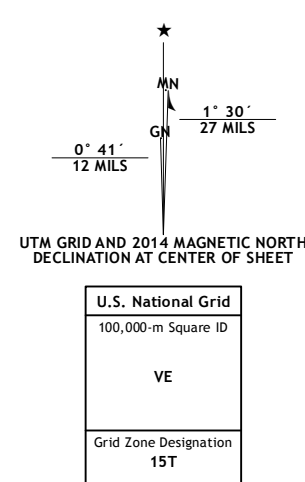 ★
MN
1° 30´
27 MILS
GN
0° 41´
12 MILS
UTM GRID AND 2014 MAGNETIC NORTH
DECLINATION AT CENTER OF SHEET
U.S. National Grid
100,000-m Square ID
VE
Grid Zone Designation
15T